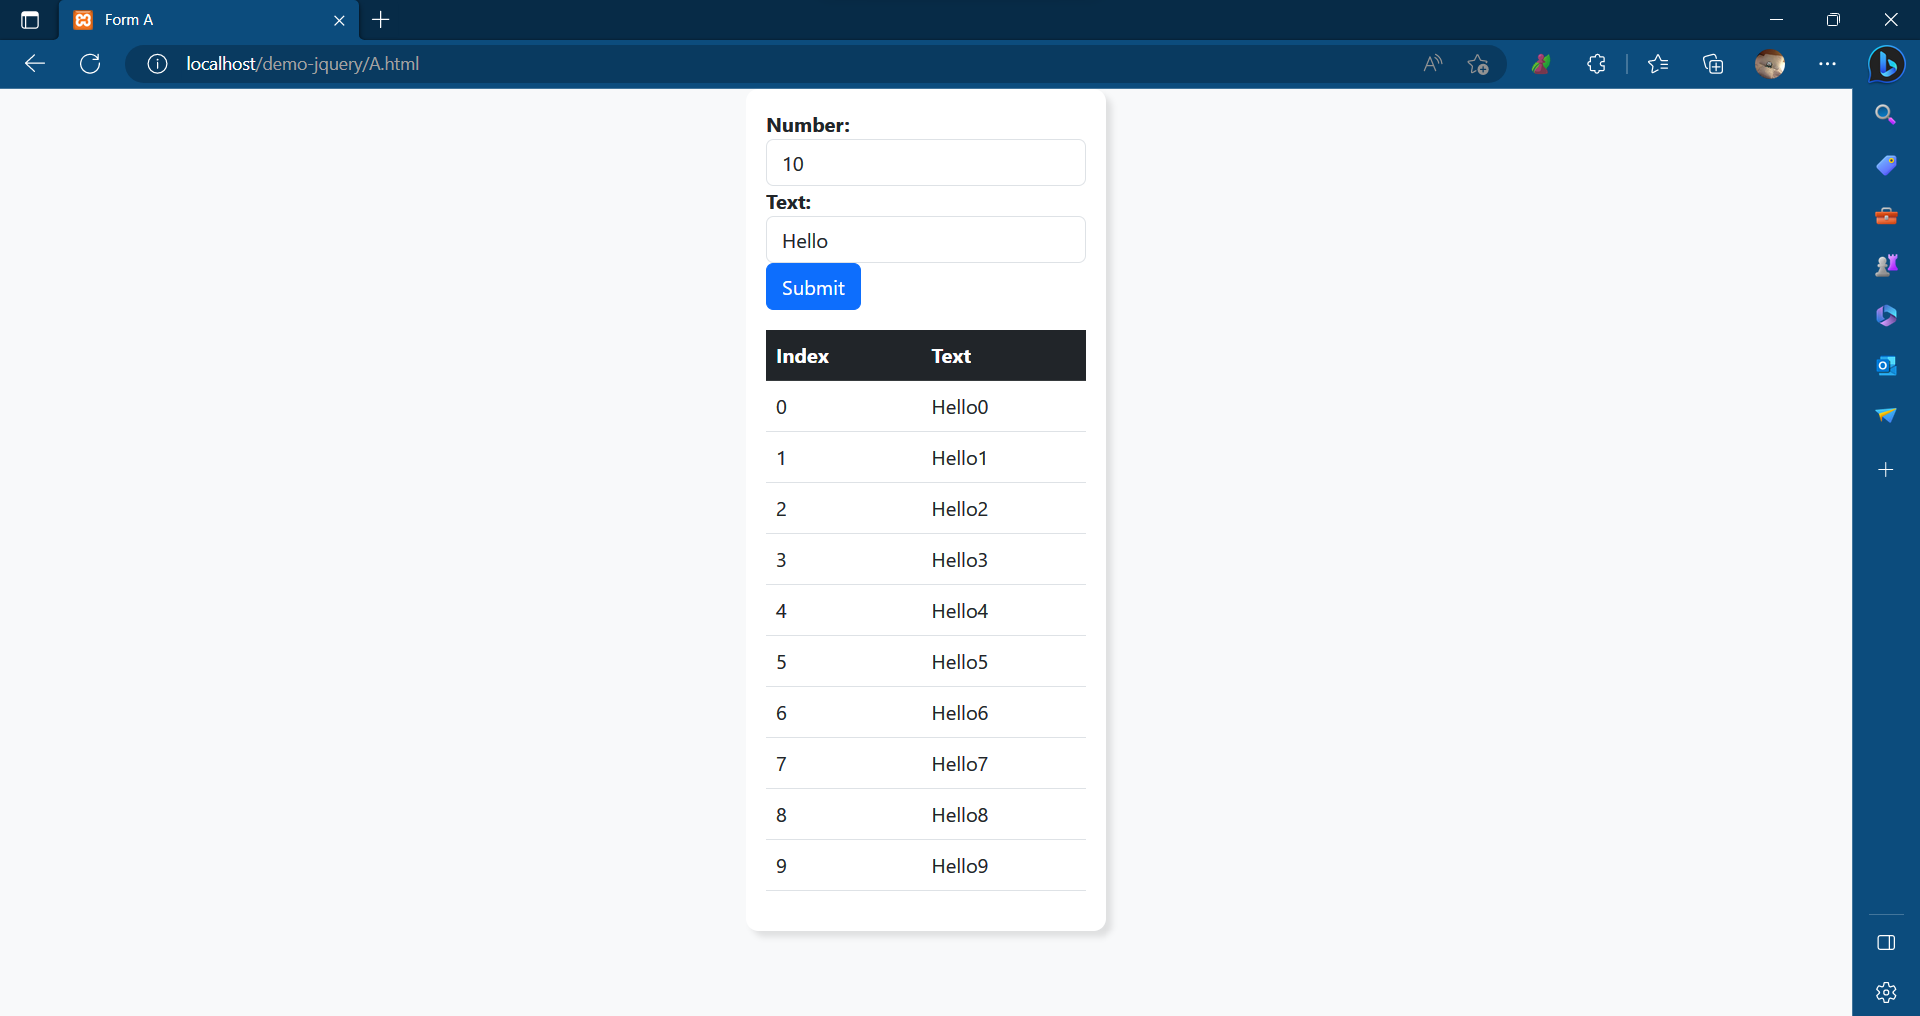 Form A
localhost/demo-jquery/A.html
Number:
10
Text:
Hello
Submit
Index Text
0 Hello0
1 Hello1
2 Hello2
3 Hello3
4 Hello4
5 Hello5
6 Hello6
7 Hello7
8 Hello8
9 Hello9